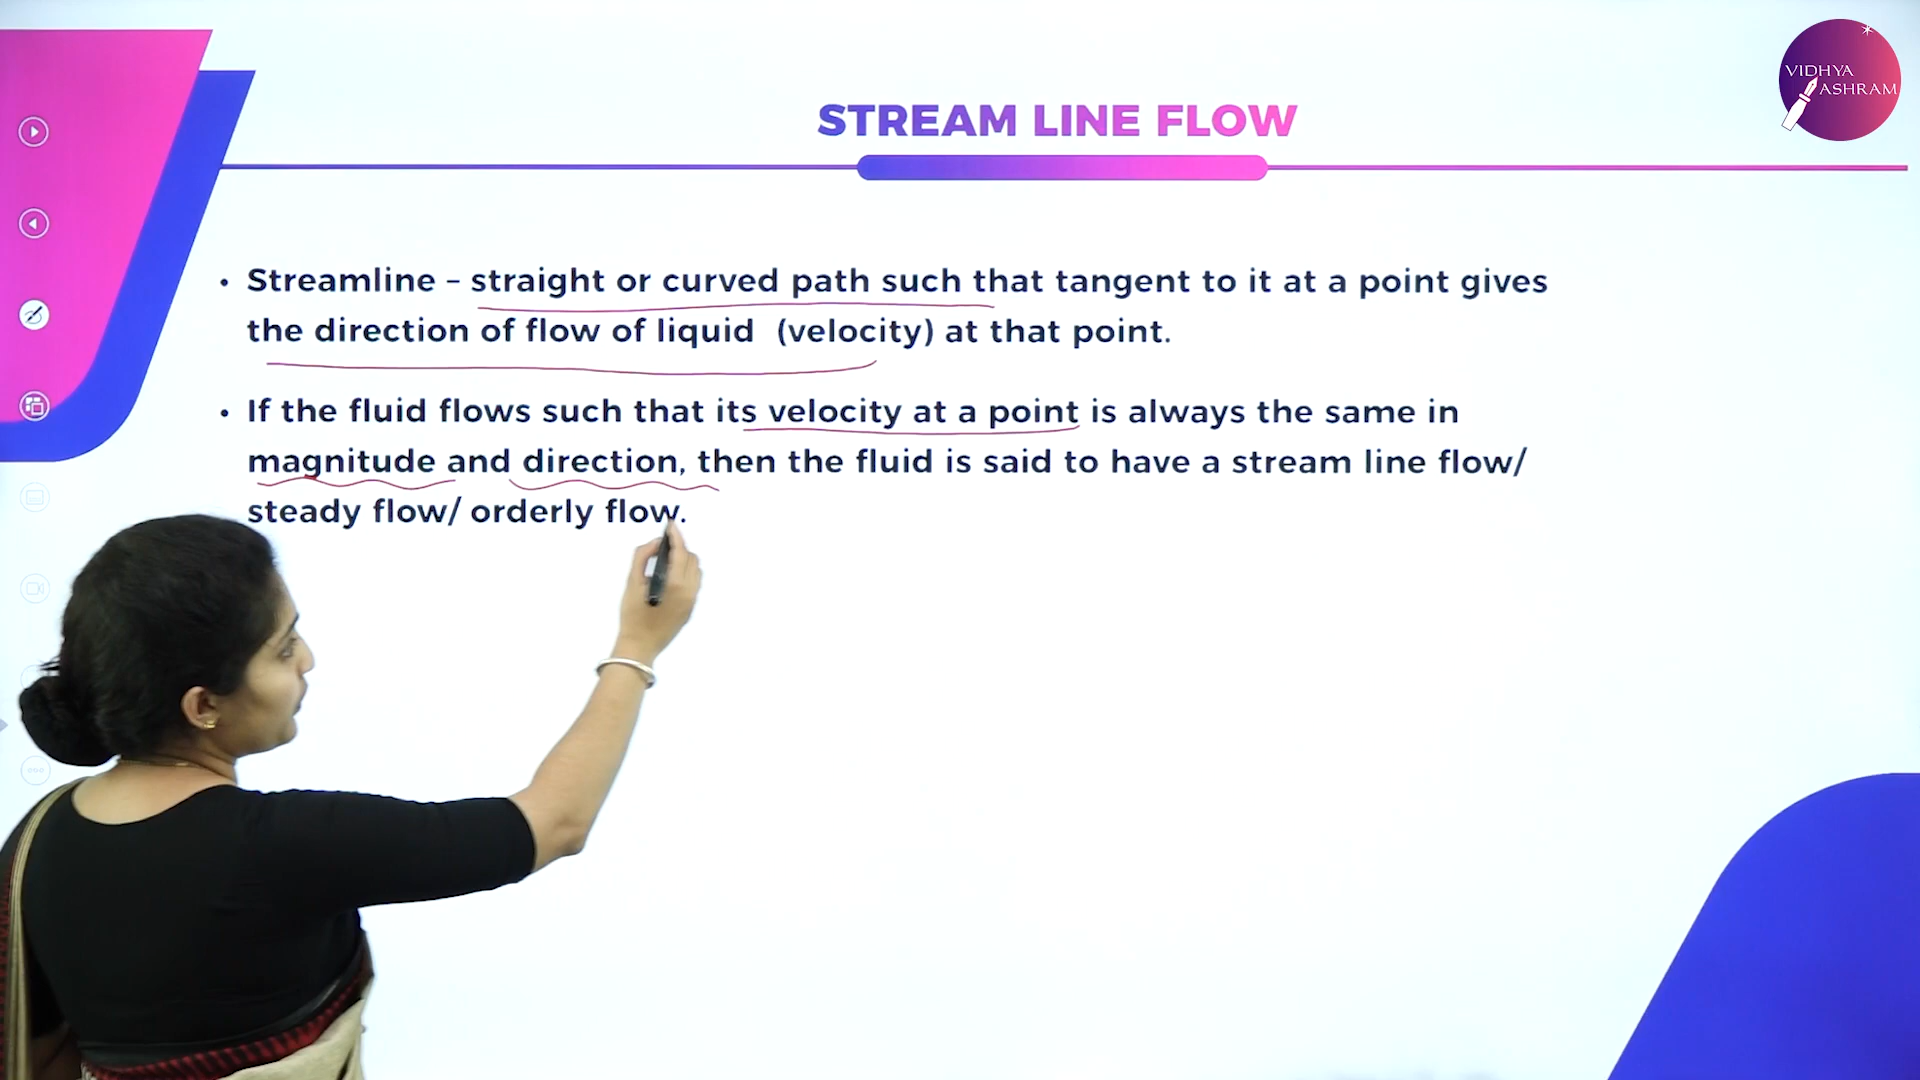 VIDHYA
ASHRAM
STREAM LINE FLOW
• Streamline – straight or curved path such that tangent to it at a point gives
the direction of flow of liquid (velocity) at that point.
• If the fluid flows such that its velocity at a point is always the same in
magnitude and direction, then the fluid is said to have a stream line flow/
steady flow/ orderly flow.